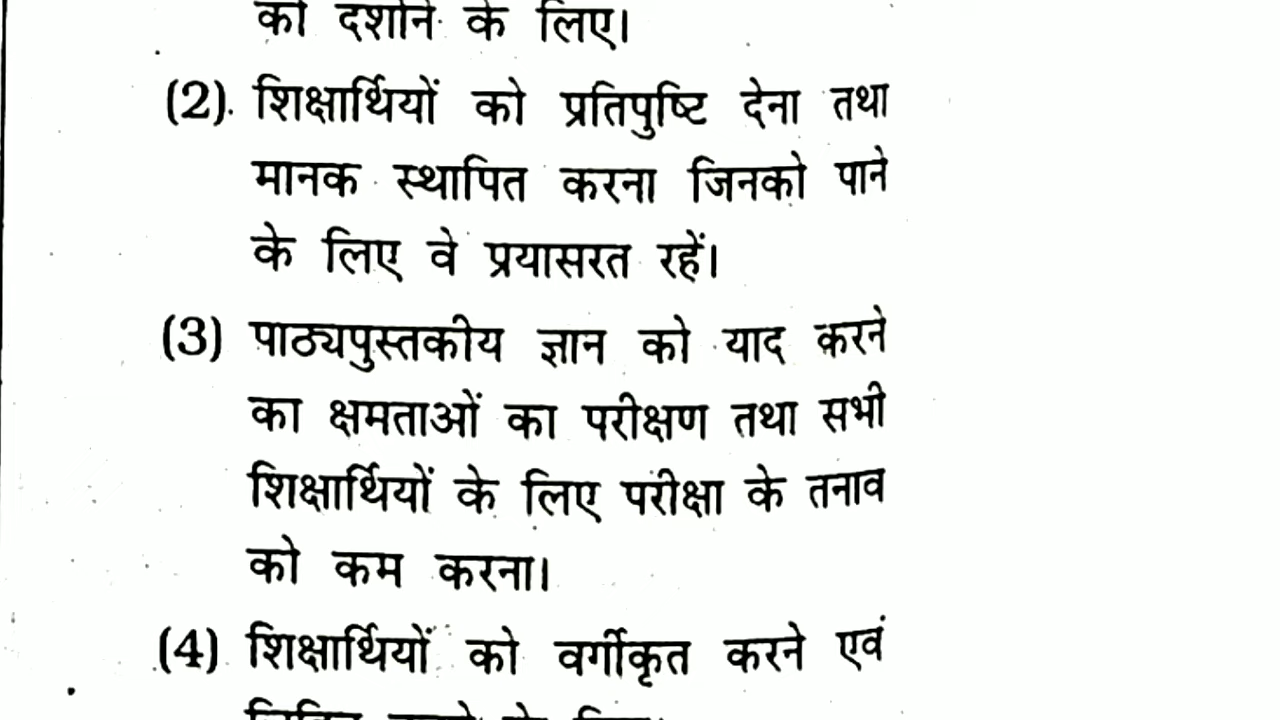 को दर्शाने के लिए।
(2) शिक्षार्थियों को प्रतिपुष्टि देना तथा
मानक स्थापित करना जिनको पाने
के लिए वे प्रयासरत रहें।
(3) पाठ्यपुस्तकीय ज्ञान को याद करने
का क्षमताओं का परीक्षण तथा सभी
शिक्षार्थियों के लिए परीक्षा के तनाव
को कम करना।
(4) शिक्षार्थियों को वर्गीकृत करने एवं